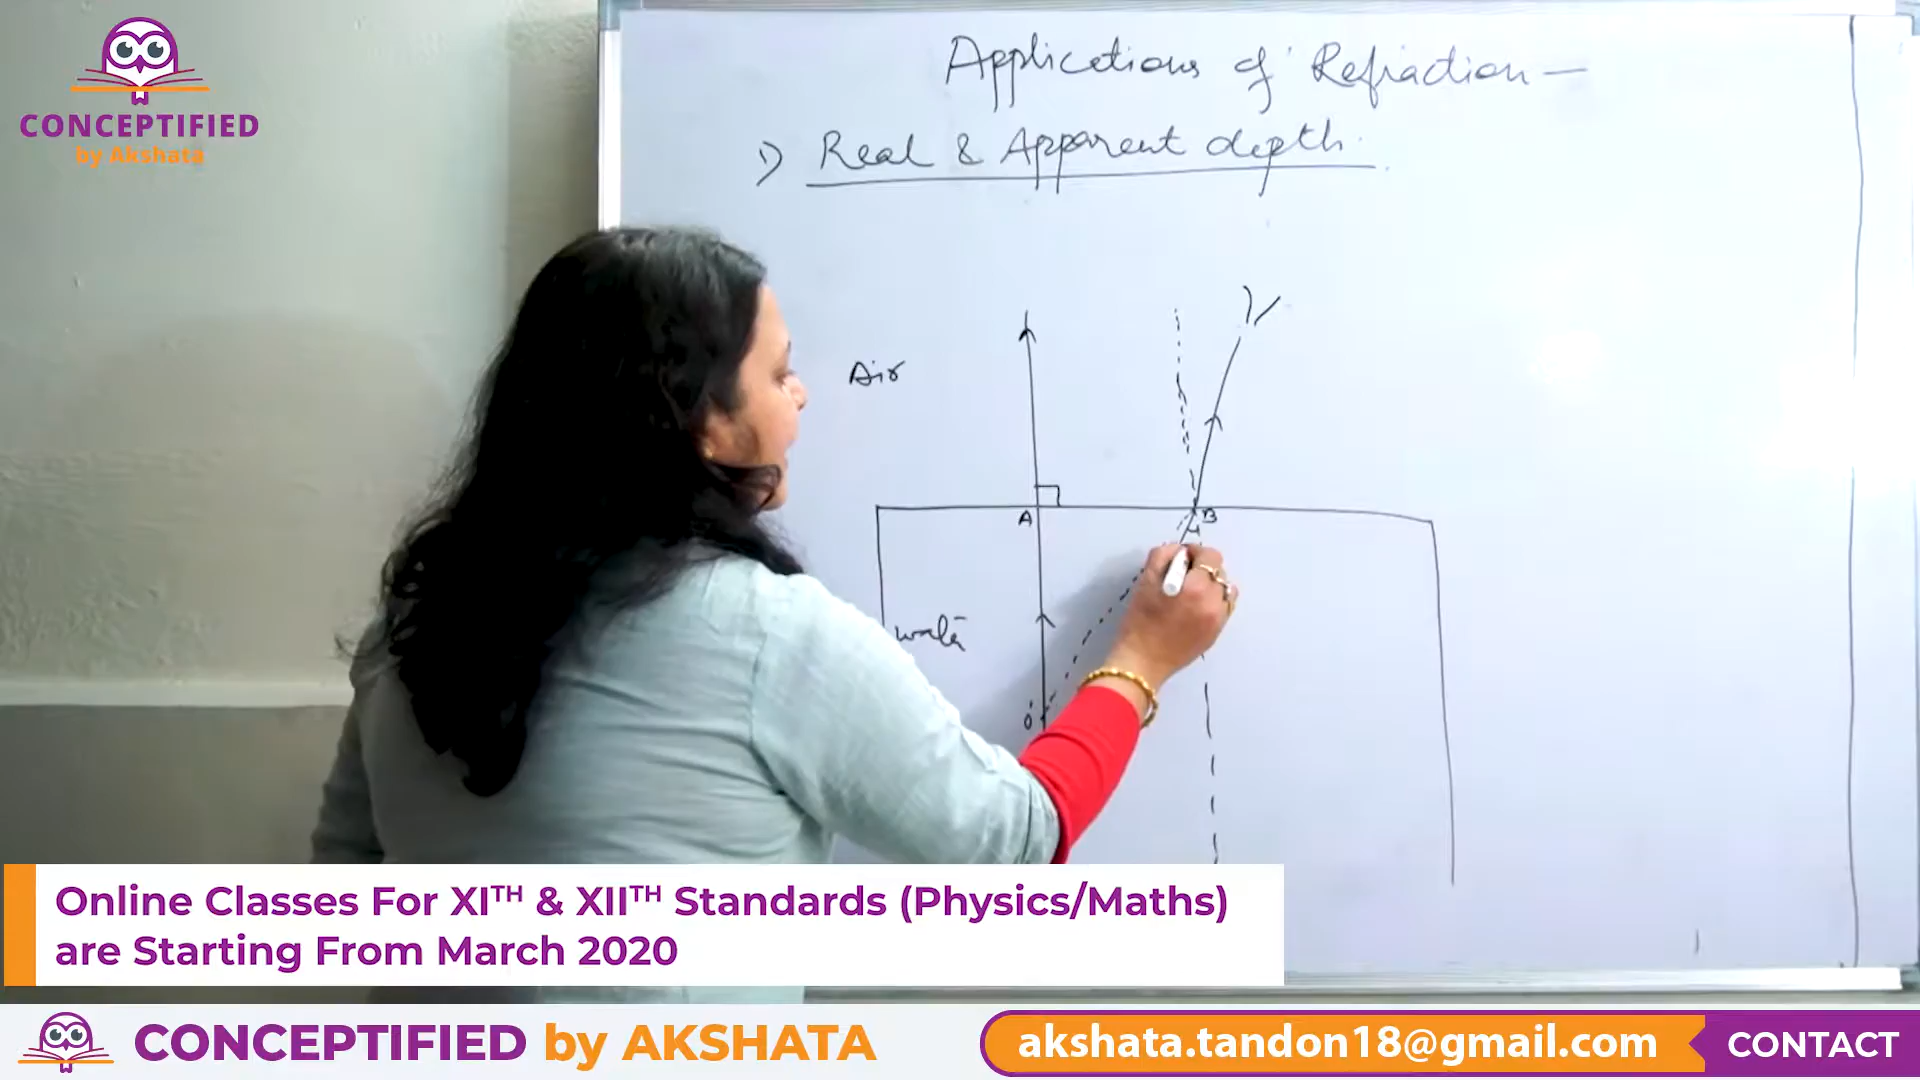 CONCEPTIFIED
by Akshata
Applications of Refraction —
1) Real & Apparent depth.
Air
A
B
O'
Online Classes For XITH & XIITH Standards (Physics/Maths)
are Starting From March 2020
CONCEPTIFIED by AKSHATA
akshata.tandon18@gmail.com
CONTACT